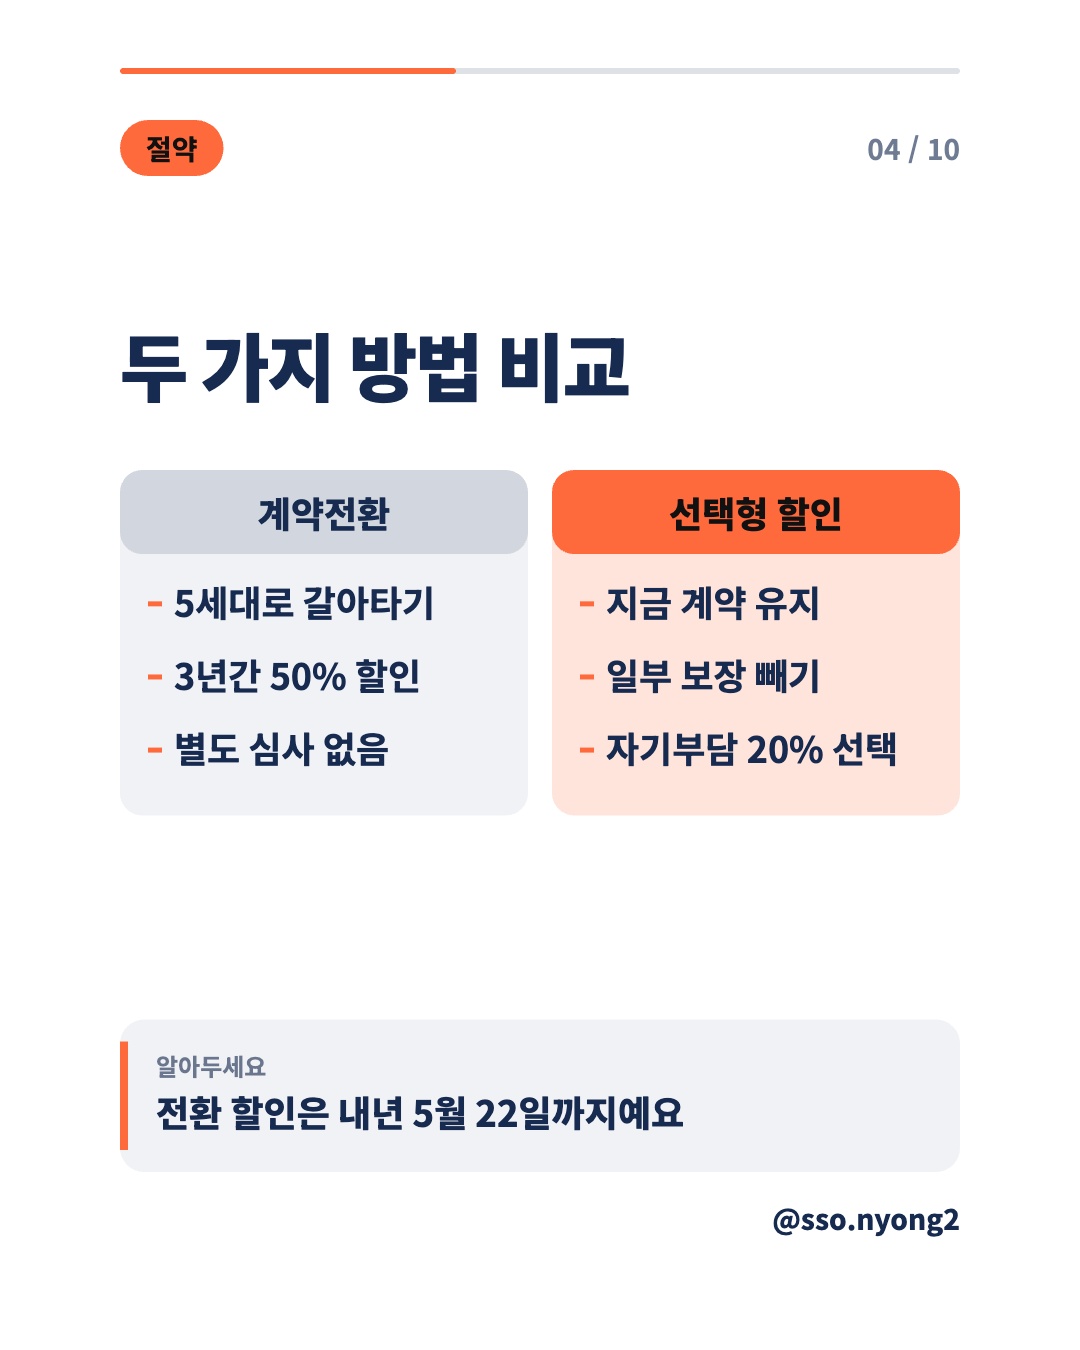 절약
04 / 10
두 가지 방법 비교
계약전환
- 5세대로 갈아타기
- 3년간 50% 할인
- 별도 심사 없음
선택형 할인
- 지금 계약 유지
- 일부 보장 빼기
- 자기부담 20% 선택
알아두세요
전환 할인은 내년 5월 22일까지예요
@sso.nyong2